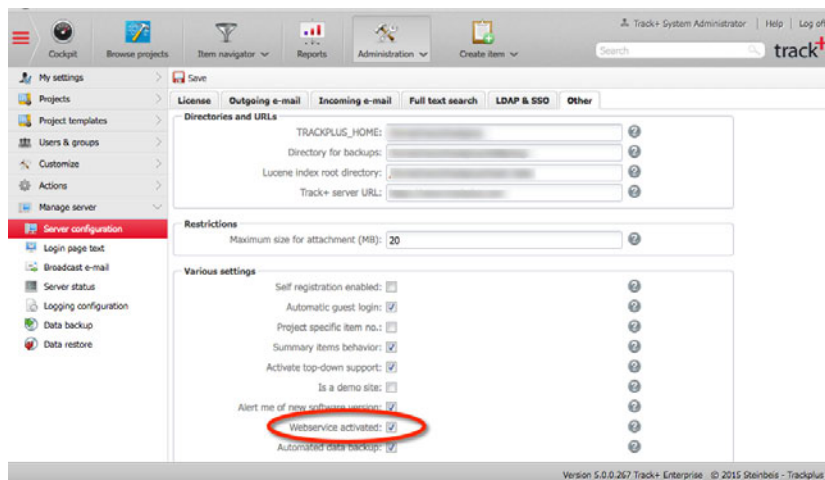 Track+ System Administrator | Help | Log off
Cockpit
Browse projects
Item navigator
Reports
Administration
Create item
Search
track+
My settings
Projects
Project templates
Users & groups
Customize
Actions
Manage server
Server configuration
Login page text
Broadcast e-mail
Server status
Logging configuration
Data backup
Data restore
Save
License
Outgoing e-mail
Incoming e-mail
Full text search
LDAP & SSO
Other
Directories and URLs
TRACKPLUS_HOME:
Directory for backups:
Lucene index root directory:
Track+ server URL:
Restrictions
Maximum size for attachment (MB): 20
Various settings
Self registration enabled:
Automatic guest login:
Project specific item no.:
Summary items behavior:
Activate top-down support:
Is a demo site:
Alert me of new software version:
Webservice activated:
Automated data backup:
Version 5.0.0.267 Track+ Enterprise © 2015 Steinbeis - Trackplus